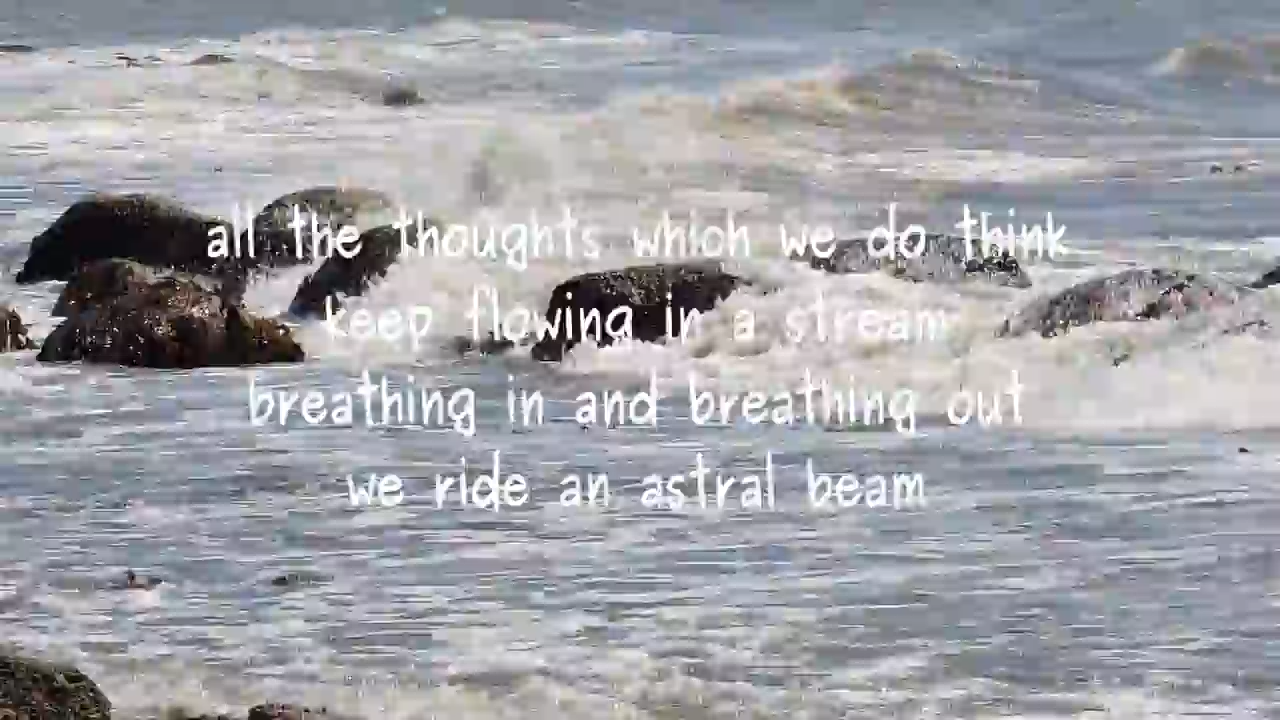 all the thoughts which we do think
keep flowing in a stream
breathing in and breathing out
we ride an astral beam